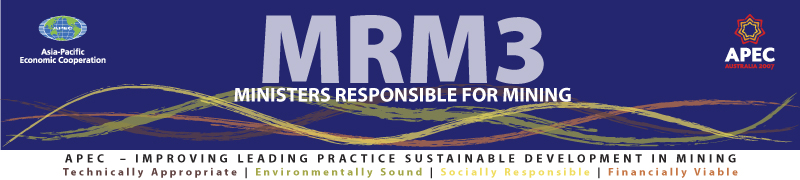 APEC
Asia-Pacific
Economic Cooperation
MRM3
MINISTERS RESPONSIBLE FOR MINING
APEC
AUSTRALIA 2007
APEC – IMPROVING LEADING PRACTICE SUSTAINABLE DEVELOPMENT IN MINING
Technically Appropriate | Environmentally Sound | Socially Responsible | Financially Viable